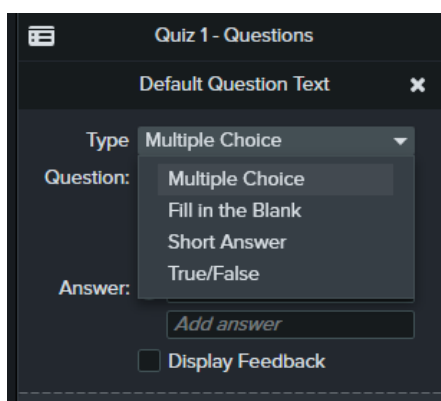 Quiz 1 - Questions
Default Question Text
Type Multiple Choice
Question:
Multiple Choice
Fill in the Blank
Short Answer
True/False
Answer:
Add answer
Display Feedback